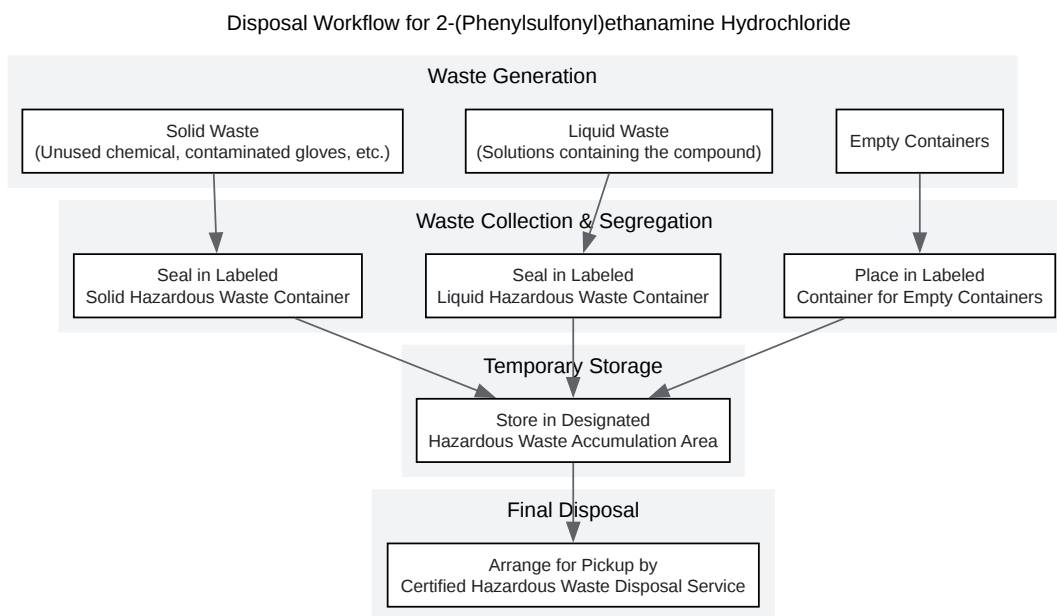 Disposal Workflow for 2-(Phenylsulfonyl)ethanamine Hydrochloride
Waste Generation
Solid Waste
(Unused chemical, contaminated gloves, etc.)
Liquid Waste
(Solutions containing the compound)
Empty Containers
Waste Collection & Segregation
Seal in Labeled
Solid Hazardous Waste Container
Seal in Labeled
Liquid Hazardous Waste Container
Place in Labeled
Container for Empty Containers
Temporary Storage
Store in Designated
Hazardous Waste Accumulation Area
Final Disposal
Arrange for Pickup by
Certified Hazardous Waste Disposal Service